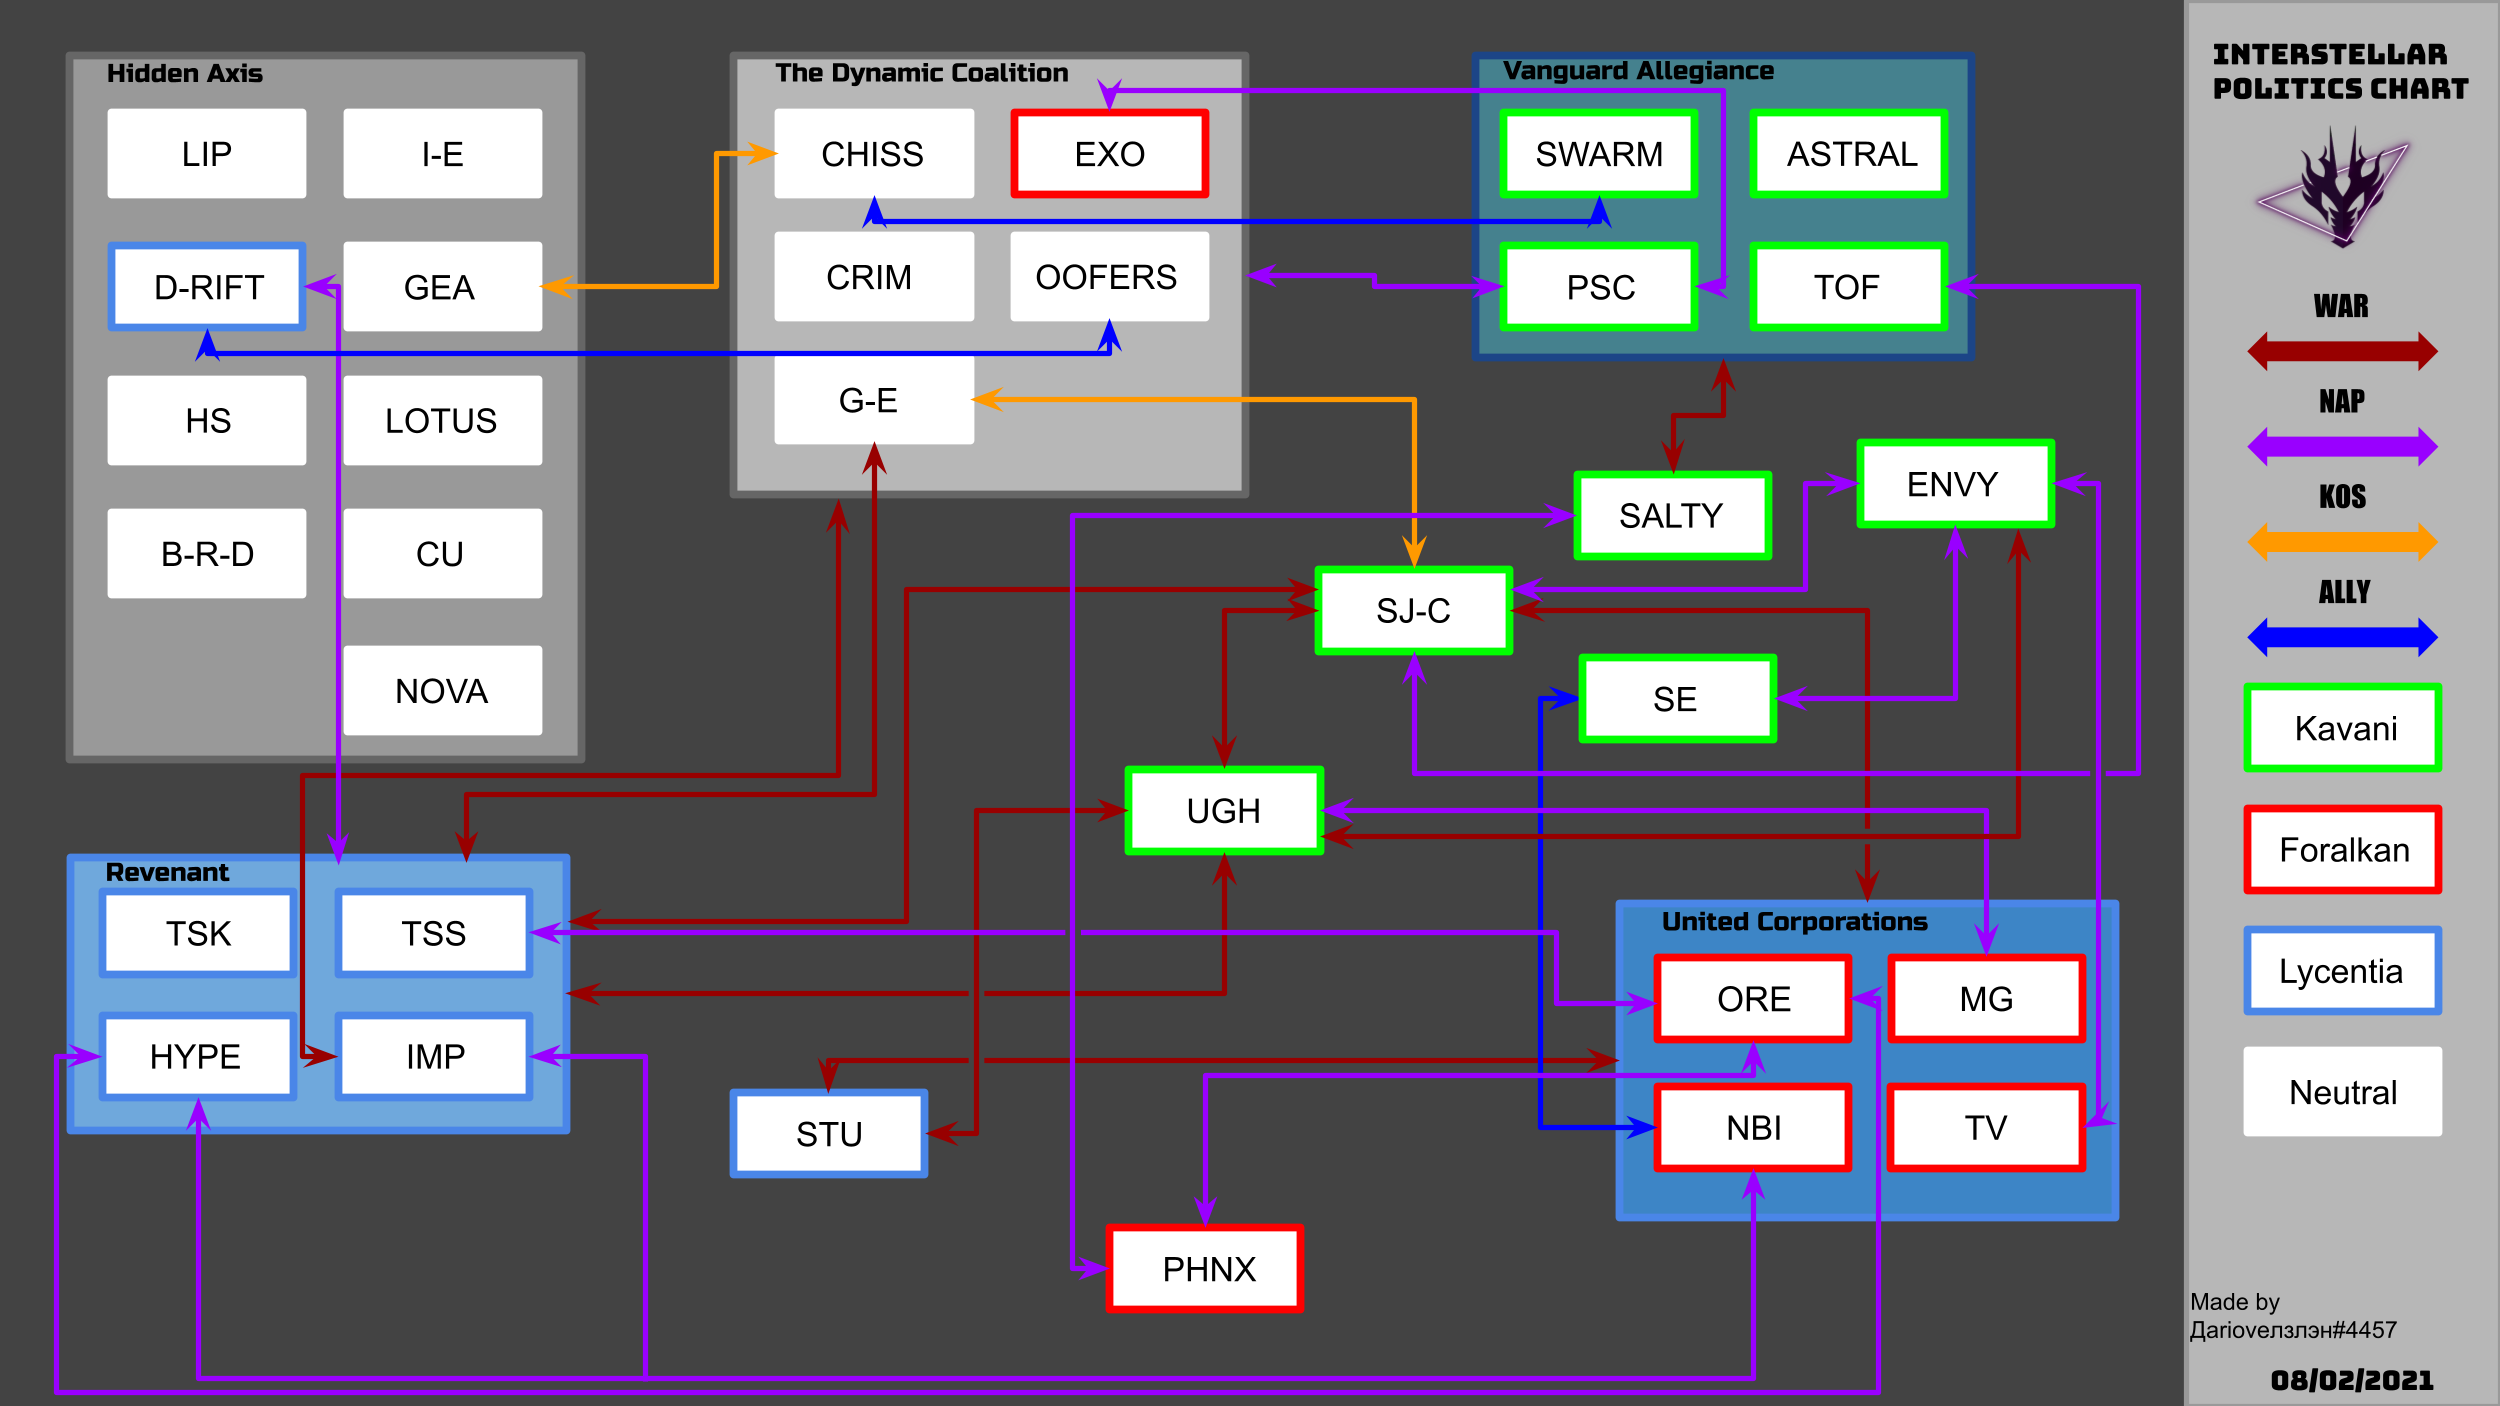 Hidden Axis
LIP
I-E
D-RIFT
GEA
HS
LOTUS
B-R-D
CU
NOVA
The Dynamic Coalition
CHISS
EXO
CRIM
OOFERS
G-E
Vanguard Allegiance
SWARM
ASTRAL
PSC
TOF
SALTY
ENVY
SJ-C
SE
UGH
Revenant
TSK
TSS
HYPE
IMP
STU
PHNX
United Corporations
ORE
MG
NBI
TV
INTERSTELLAR
POLITICS CHART
WAR
NAP
KOS
ALLY
Kavani
Foralkan
Lycentia
Neutral
Made by
Дariovелзэн#4457
08/02/2021